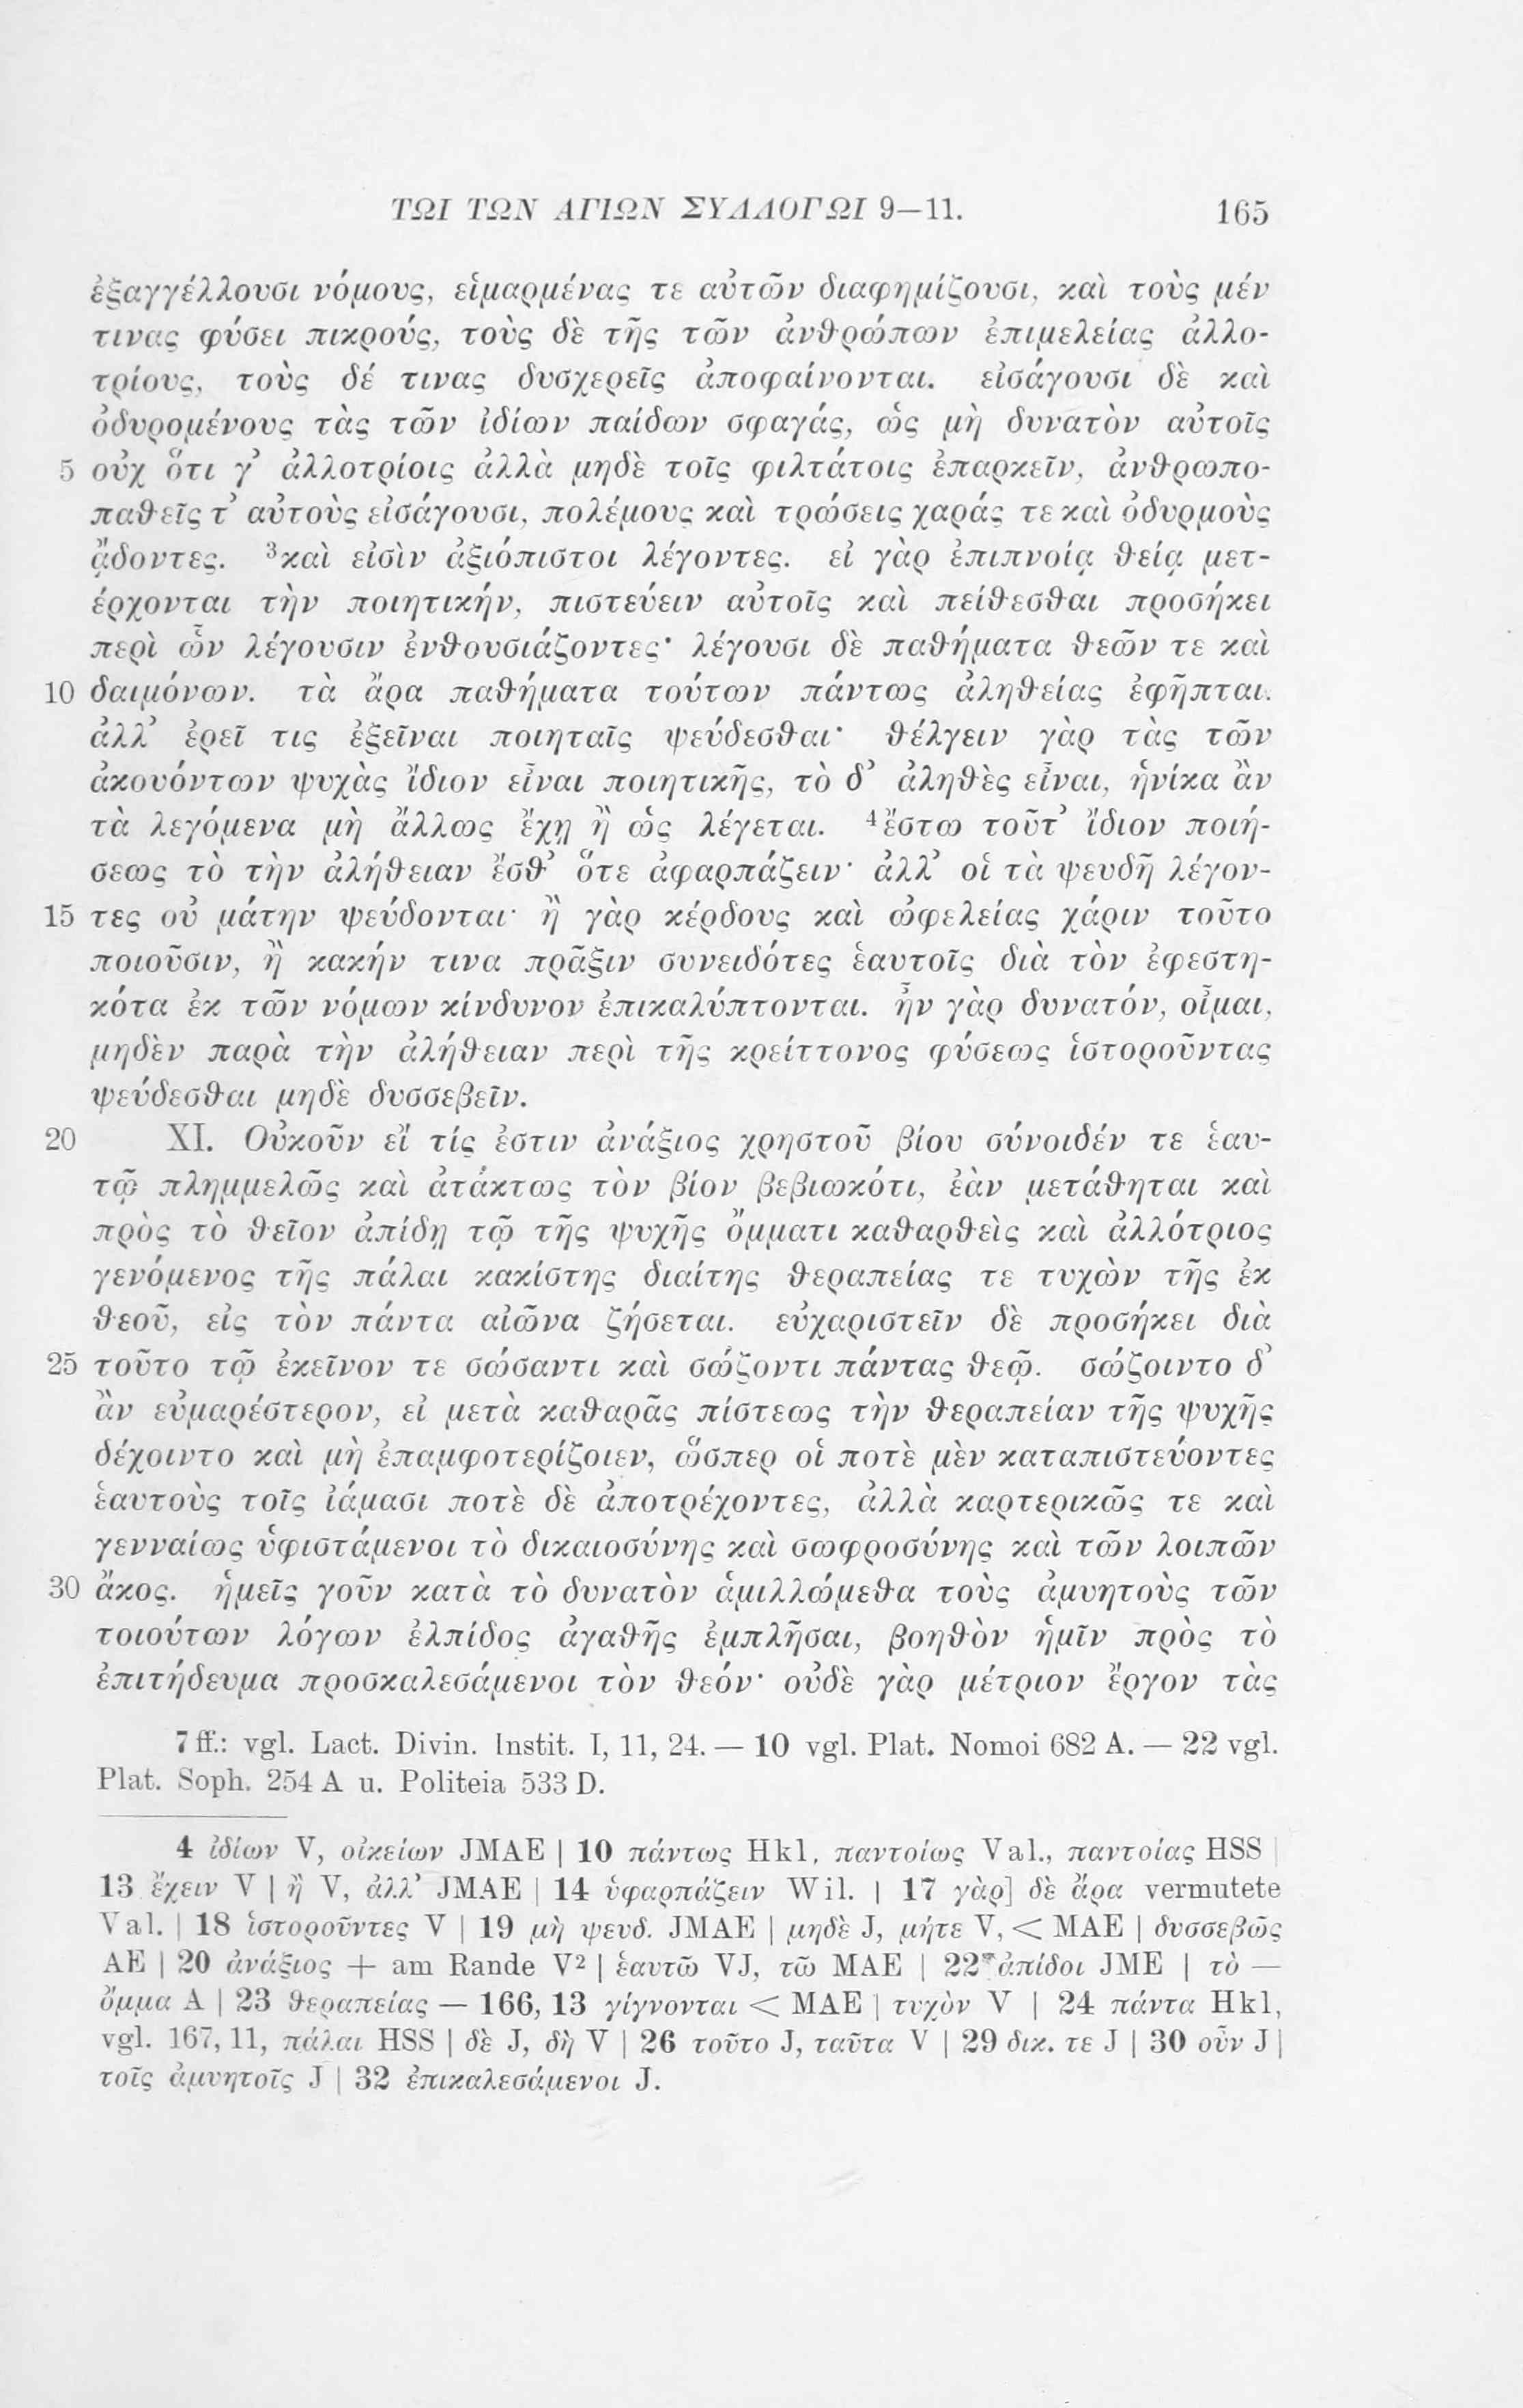 ΤΩΙ ΤΩΝ ΑΓΙΩΝ ΣΥΛΛΟΓΩΙ 9—11. 165
ἐξαγγέλλουσι νόμους, εἱμαρμένας τε αὐτῶν διαφημίζουσι, καὶ τοὺς μέν
τινας φύσει πικρούς, τοὺς δὲ τῆς τῶν ἀνθρώπων ἐπιμελείας ἀλλο-
τρίους, τοὺς δέ τινας δυσχερεῖς ἀποφαίνονται. εἰσάγουσι δὲ καὶ
ὀδυρομένους τὰς τῶν ἰδίων παίδων σφαγάς, ὡς μὴ δυνατὸν αὐτοῖς
5 οὐχ ὅτι γ’ ἀλλοτρίοις ἀλλὰ μηδὲ τοῖς φιλτάτοις ἐπαρκεῖν, ἀνθρωπο-
παθεῖς τ’ αὐτοὺς εἰσάγουσι, πολέμους καὶ τρώσεις χαράς τε καὶ ὀδυρμοὺς
ᾄδοντες. ³καὶ εἰσὶν ἀξιόπιστοι λέγοντες. εἰ γὰρ ἐπιπνοίᾳ θείᾳ μετ-
έρχονται τὴν ποιητικήν, πιστεύειν αὐτοῖς καὶ πείθεσθαι προσήκει
περὶ ὧν λέγουσιν ἐνθουσιάζοντες· λέγουσι δὲ παθήματα θεῶν τε καὶ
10 δαιμόνων. τὰ ἄρα παθήματα τούτων πάντως ἀληθείας ἐφῆπται.
ἀλλ’ ἐρεῖ τις ἐξεῖναι ποιηταῖς ψεύδεσθαι· θέλγειν γὰρ τὰς τῶν
ἀκουόντων ψυχὰς ἴδιον εἶναι ποιητικῆς, τὸ δ’ ἀληθὲς εἶναι, ἡνίκα ἂν
τὰ λεγόμενα μὴ ἄλλως ἔχῃ ἢ ὡς λέγεται. ⁴ἔστω τοῦτ’ ἴδιον ποιή-
σεως τὸ τὴν ἀλήθειαν ἔσθ’ ὅτε ἀφαρπάζειν· ἀλλ’ οἱ τὰ ψευδῆ λέγον-
15 τες οὐ μάτην ψεύδονται· ἢ γὰρ κέρδους καὶ ὠφελείας χάριν τοῦτο
ποιοῦσιν, ἢ κακήν τινα πρᾶξιν συνειδότες ἑαυτοῖς διὰ τὸν ἐφεστη-
κότα ἐκ τῶν νόμων κίνδυνον ἐπικαλύπτονται. ἦν γὰρ δυνατόν, οἶμαι,
μηδὲν παρὰ τὴν ἀλήθειαν περὶ τῆς κρείττονος φύσεως ἱστοροῦντας
ψεύδεσθαι μηδὲ δυσσεβεῖν.
20 XI. Οὐκοῦν εἴ τίς ἐστιν ἀνάξιος χρηστοῦ βίου σύνοιδέν τε ἑαυ-
τῷ πλημμελῶς καὶ ἀτάκτως τὸν βίον βεβιωκότι, ἐὰν μετάθηται καὶ
πρὸς τὸ θεῖον ἀπίδῃ τῷ τῆς ψυχῆς ὄμματι καθαρθεὶς καὶ ἀλλότριος
γενόμενος τῆς πάλαι κακίστης διαίτης θεραπείας τε τυχὼν τῆς ἐκ
θεοῦ, εἰς τὸν πάντα αἰῶνα ζήσεται. εὐχαριστεῖν δὲ προσήκει διὰ
25 τοῦτο τῷ ἐκεῖνον τε σώσαντι καὶ σώζοντι πάντας θεῷ. σώζοιντο δ’
ἂν εὐμαρέστερον, εἰ μετὰ καθαρᾶς πίστεως τὴν θεραπείαν τῆς ψυχῆς
δέχοιντο καὶ μὴ ἐπαμφοτερίζοιεν, ὥσπερ οἱ ποτὲ μὲν καταπιστεύοντες
ἑαυτοὺς τοῖς ἰάμασι ποτὲ δὲ ἀποτρέχοντες, ἀλλὰ καρτερικῶς τε καὶ
γενναίως ὑφιστάμενοι τὸ δικαιοσύνης καὶ σωφροσύνης καὶ τῶν λοιπῶν
30 ἄκος. ἡμεῖς γοῦν κατὰ τὸ δυνατὸν ἁμιλλώμεθα τοὺς ἀμυητοὺς τῶν
τοιούτων λόγων ἐλπίδος ἀγαθῆς ἐμπλῆσαι, βοηθὸν ἡμῖν πρὸς τὸ
ἐπιτήδευμα προσκαλεσάμενοι τὸν θεόν· οὐδὲ γὰρ μέτριον ἔργον τὰς
7 ff.: vgl. Lact. Divin. Instit. I, 11, 24. — 10 vgl. Plat. Nomoi 682 A. — 22 vgl.
Plat. Soph. 254 A u. Politeia 533 D.
4 ἰδίων V, οἰκείων JMAE | 10 πάντως Hkl, παντοίως Val., παντοίας HSS |
13 ἔχειν V | ἢ V, ἀλλ’ JMAE | 14 ὑφαρπάζειν Wil. | 17 γὰρ] δὲ ἄρα vermutete
Val. | 18 ἱστοροῦντες V | 19 μὴ ψευδ. JMAE | μηδὲ J, μήτε V, < MAE | δυσσεβῶς
AE | 20 ἀνάξιος + am Rande V² | ἑαυτῶ VJ, τῶ MAE | 22 ἀπίδοι JME | τὸ —
ὄμμα A | 23 θεραπείας — 166, 13 γίγνονται < MAE | τυχὸν V | 24 πάντα Hkl,
vgl. 167, 11, πάλαι HSS | δὲ J, δὴ V | 26 τοῦτο J, ταῦτα V | 29 δικ. τε J | 30 οὖν J |
τοῖς ἀμυητοῖς J | 32 ἐπικαλεσάμενοι J.